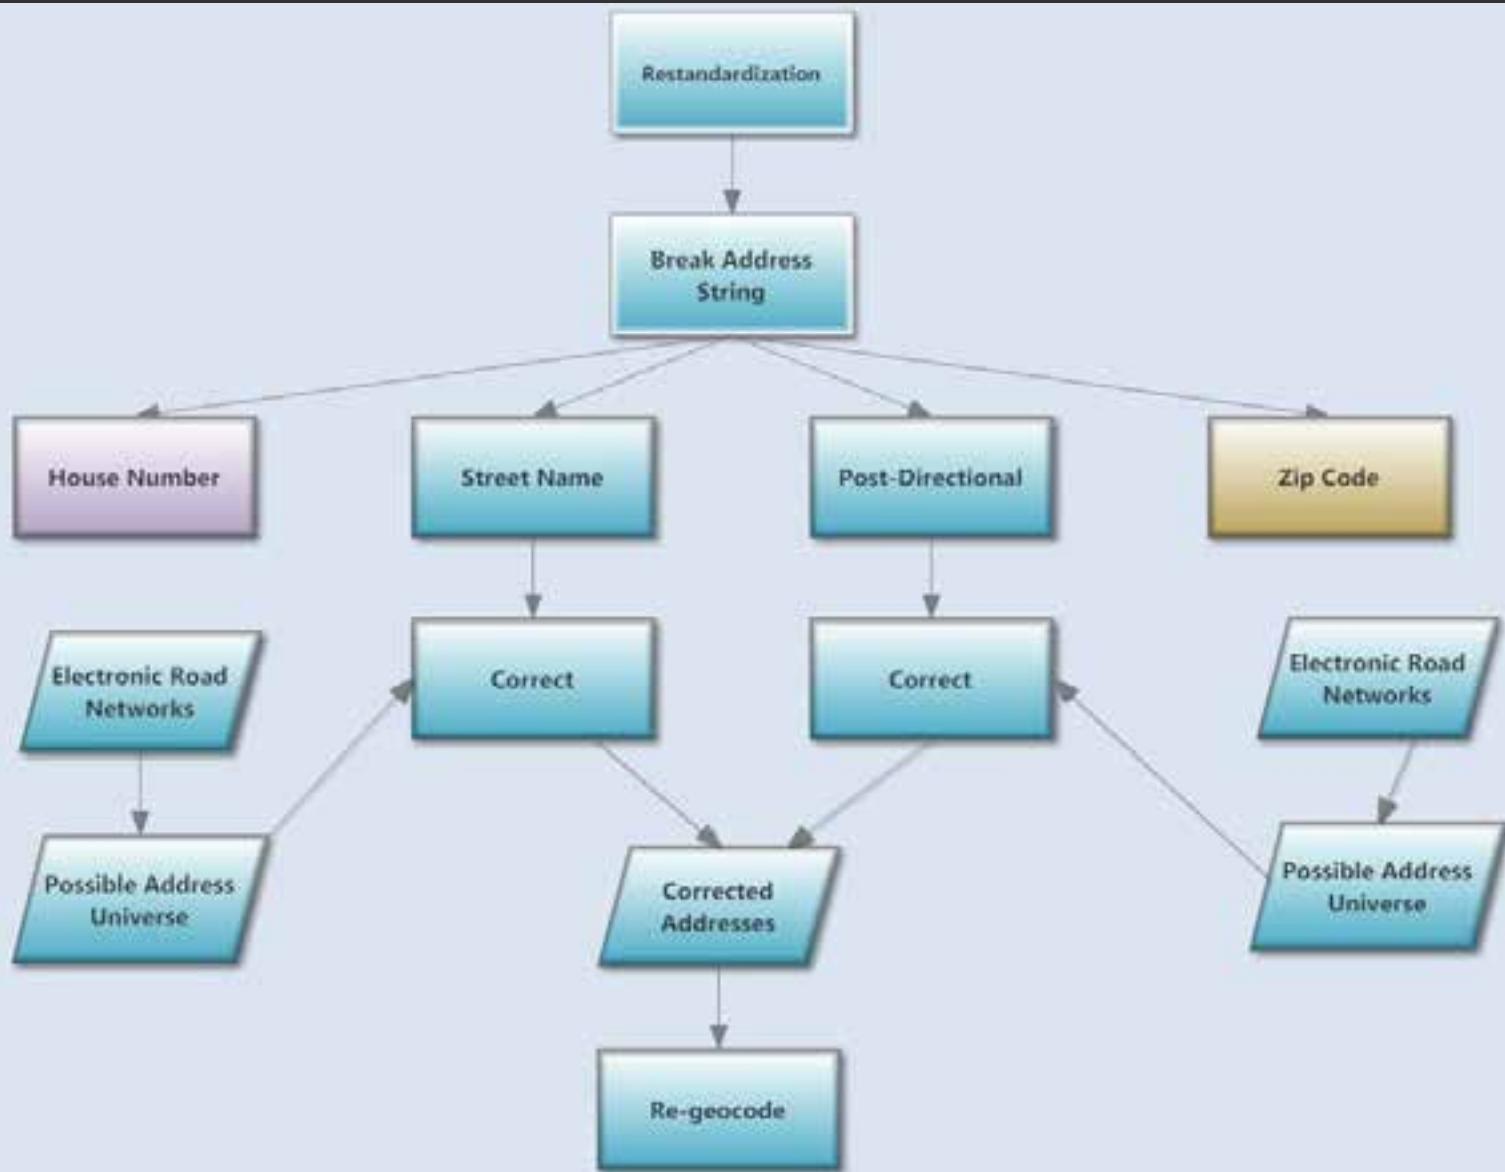 Restandardization
Break Address
String
House Number
Street Name
Post-Directional
Zip Code
Electronic Road
Networks
Correct
Correct
Electronic Road
Networks
Possible Address
Universe
Corrected
Addresses
Possible Address
Universe
Re-geocode